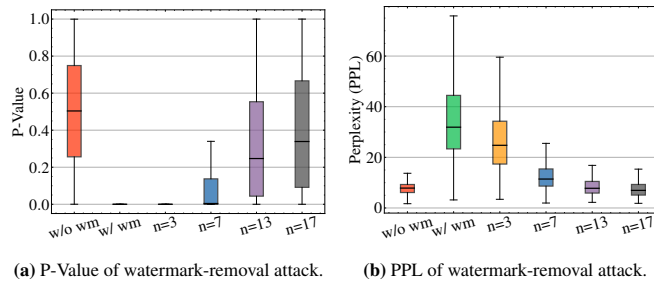 P-Value
1.0
0.8
0.6
0.4
0.2
0.0
w/o wm w/ wm n=3 n=7 n=13 n=17
(a) P-Value of watermark-removal attack.
Perplexity (PPL)
60
40
20
0
w/o wm w/ wm n=3 n=7 n=13 n=17
(b) PPL of watermark-removal attack.